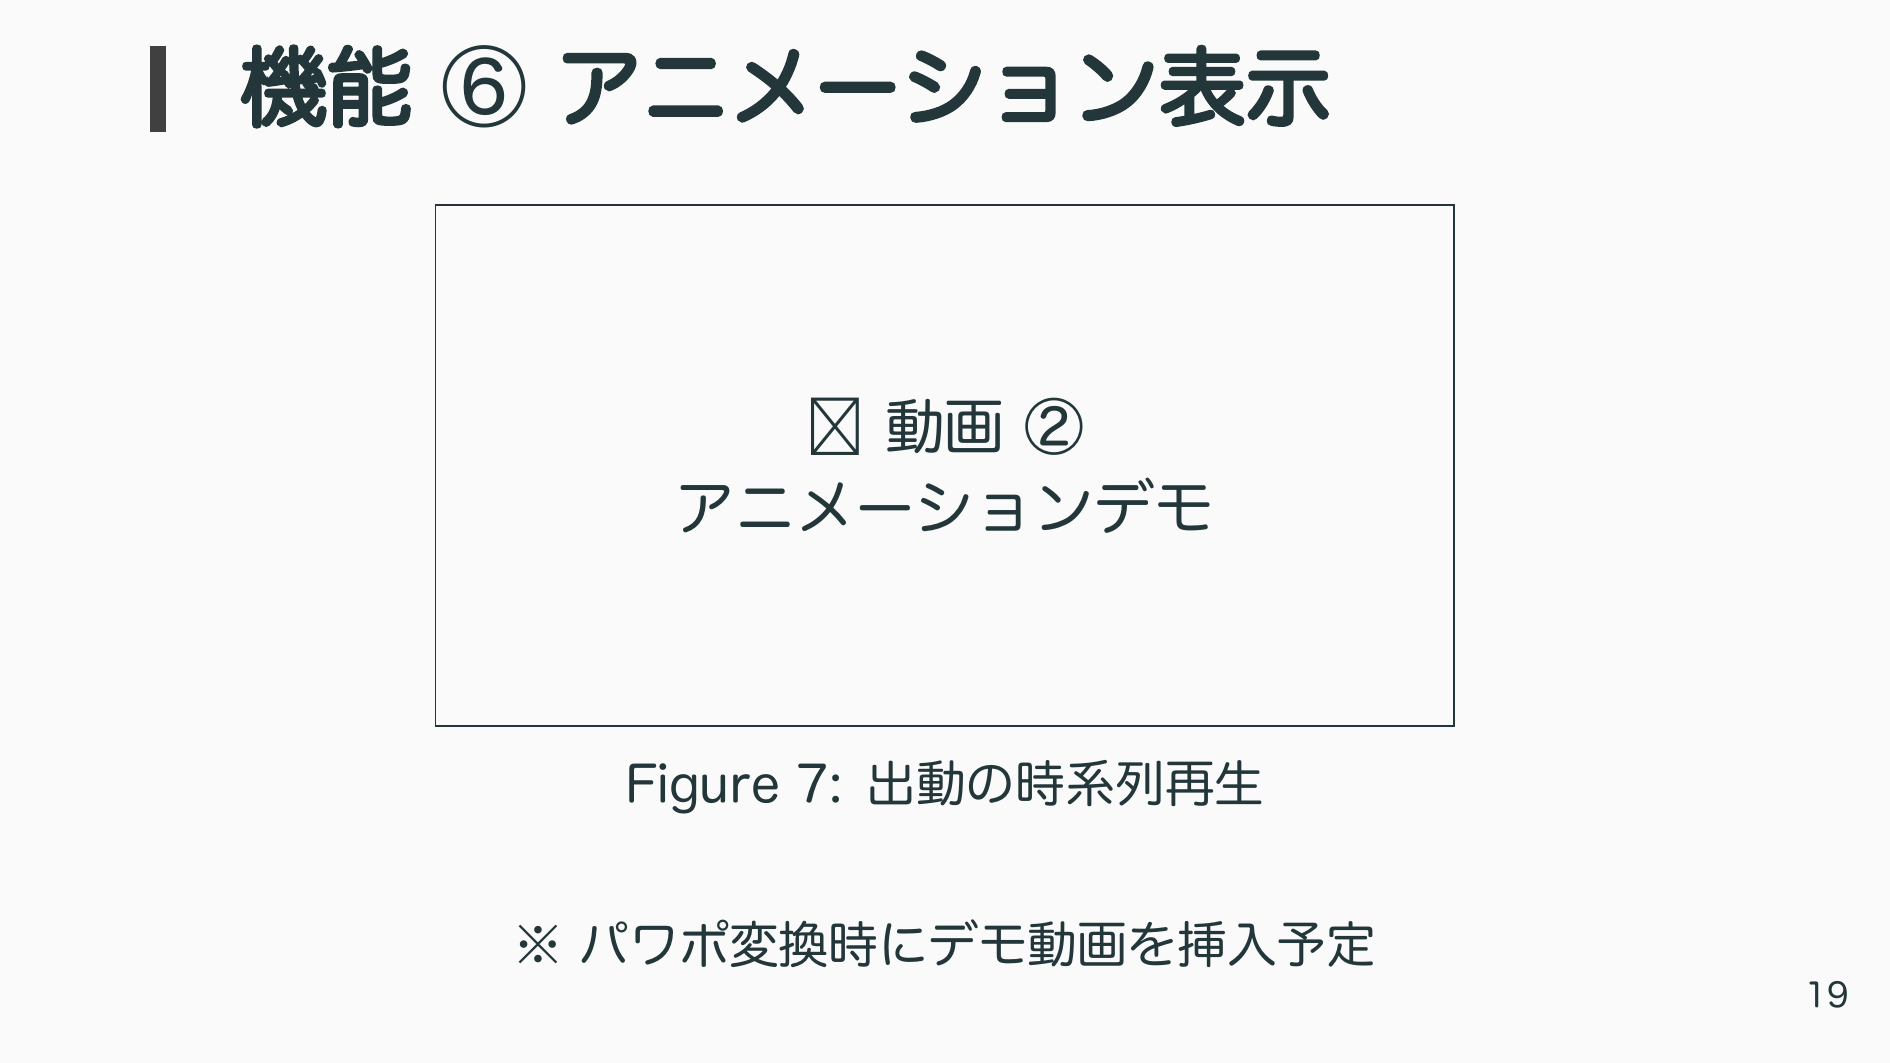 機能 ⑥ アニメーション表示
動画 ②
アニメーションデモ
Figure 7: 出動の時系列再生
※ パワポ変換時にデモ動画を挿入予定
19